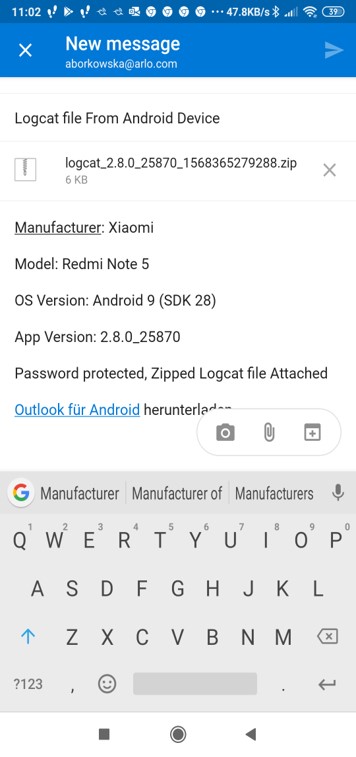 11:02 ... 47.8KB/s 39
New message
aborkowska@arlo.com
Logcat file From Android Device
logcat_2.8.0_25870_1568365279288.zip
6 KB
Manufacturer: Xiaomi
Model: Redmi Note 5
OS Version: Android 9 (SDK 28)
App Version: 2.8.0_25870
Password protected, Zipped Logcat file Attached
Outlook für Android herunterladen
G Manufacturer Manufacturer of Manufacturers
1 2 3 4 5 6 7 8 9 0
Q W E R T Y U I O P
A S D F G H J K L
Z X C V B N M
?123 , .